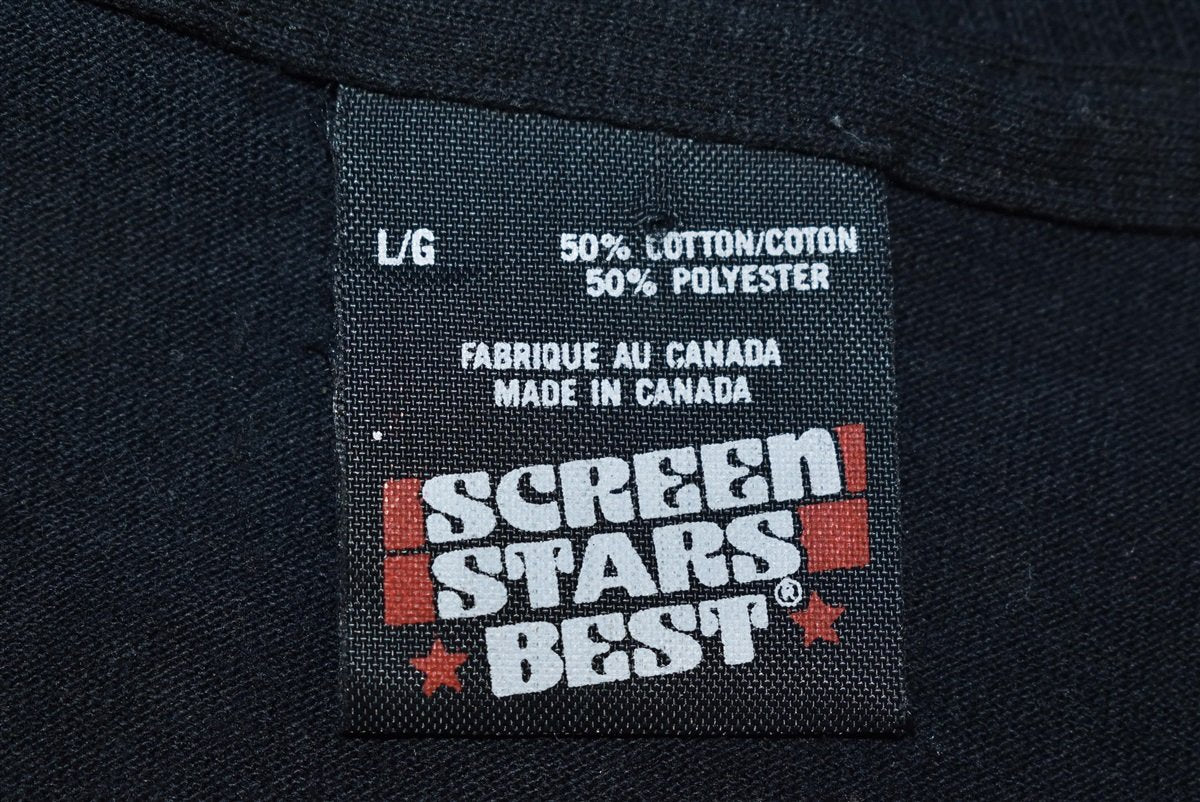 L/G
50% COTTON/COTON
50% POLYESTER
FABRIQUE AU CANADA
MADE IN CANADA
SCREEN
STARS
BEST®